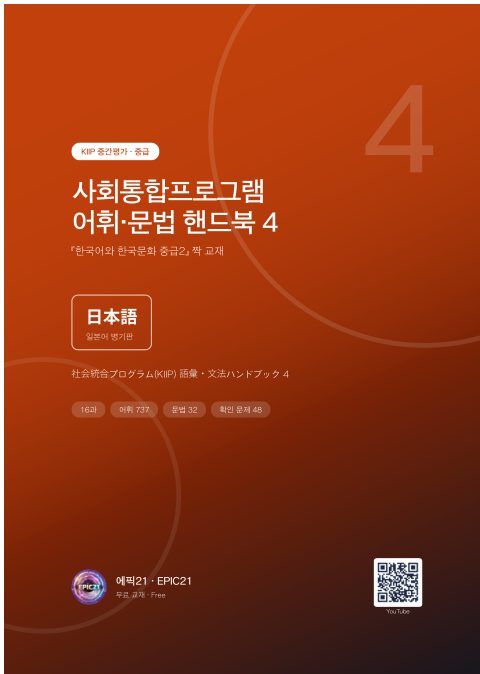 4
KIIP 중간평가 · 중급
사회통합프로그램
어휘·문법 핸드북 4
『한국어와 한국문화 중급2』 짝 교재
日本語
일본어 병기판
社会統合プログラム(KIIP) 語彙・文法ハンドブック 4
16과 어휘 737 문법 32 확인 문제 48
EPIC21
에픽21 · EPIC21
무료 교재 · Free
YouTube